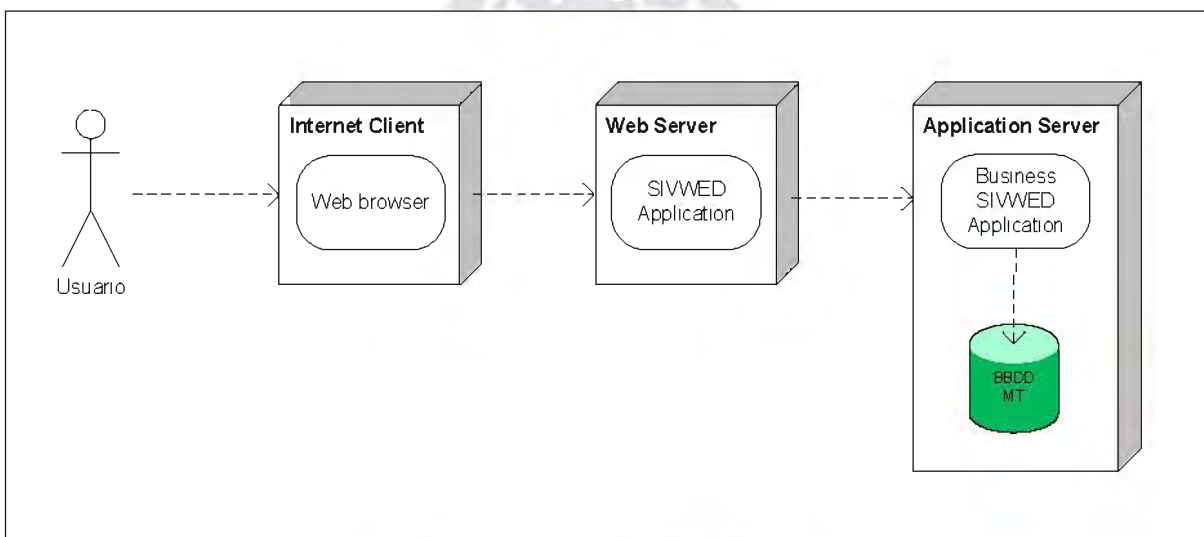 Usuario
Internet Client
Web browser
Web Server
SIVWED
Application
Application Server
Business
SIVWED
Application
BBDD
MT